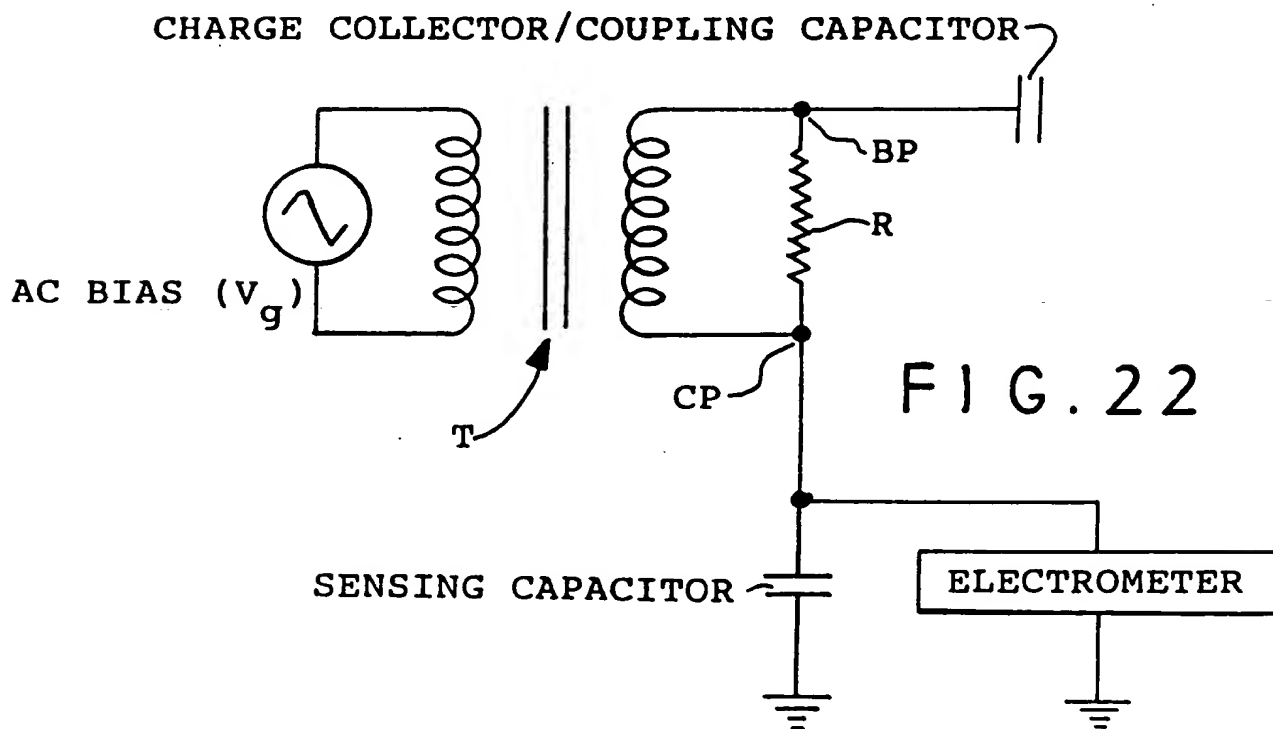 CHARGE COLLECTOR/COUPLING CAPACITOR
BP
R
AC BIAS (Vg)
CP
FIG. 22
T
SENSING CAPACITOR
ELECTROMETER